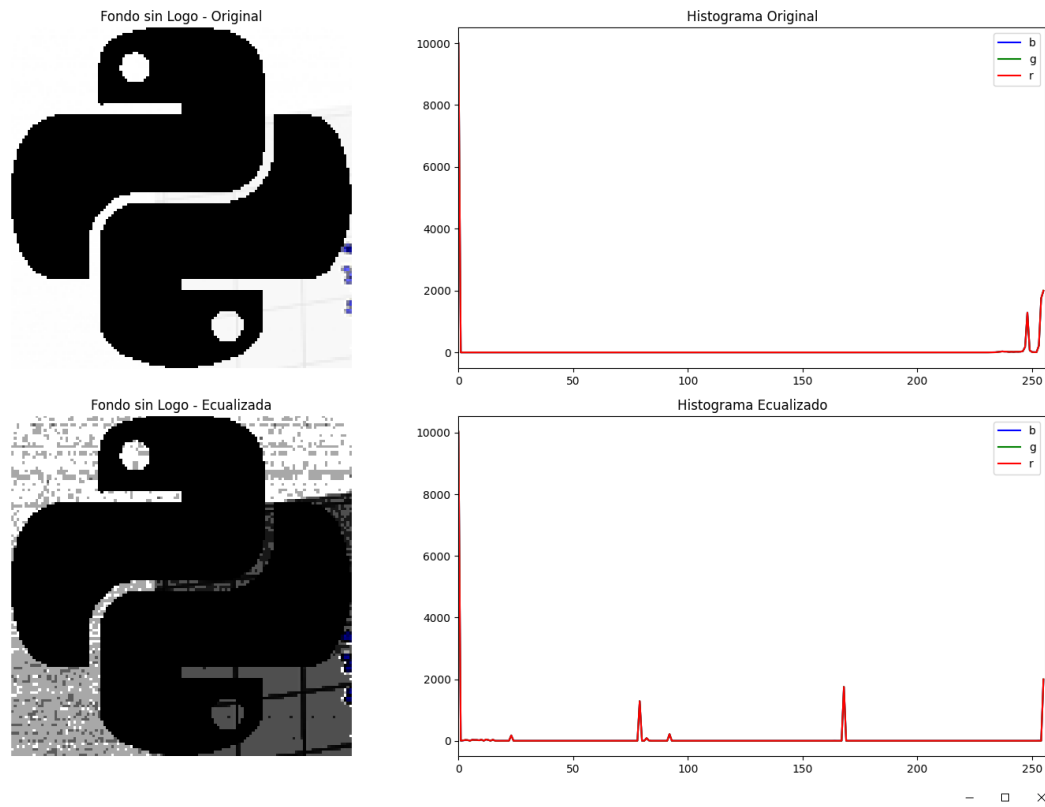 Fondo sin Logo - Original
Histograma Original
10000
8000
6000
4000
2000
0
0 50 100 150 200 250
b
g
r
Fondo sin Logo - Ecualizada
Histograma Ecualizado
10000
8000
6000
4000
2000
0
0 50 100 150 200 250
b
g
r